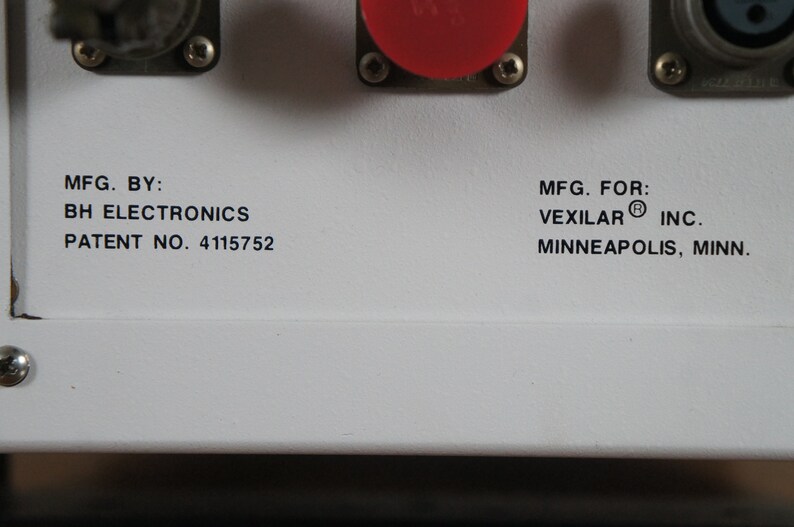 MFG. BY:
BH ELECTRONICS
PATENT NO. 4115752
MFG. FOR:
VEXILAR® INC.
MINNEAPOLIS, MINN.